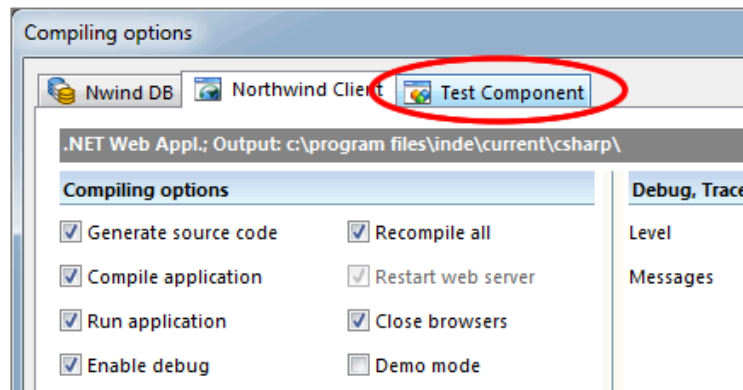 Compiling options
Nwind DB Northwind Client Test Component
.NET Web Appl.; Output: c:\program files\inde\current\csharp\
Compiling options Debug, Trace
Generate source code Recompile all Level
Compile application Restart web server Messages
Run application Close browsers
Enable debug Demo mode